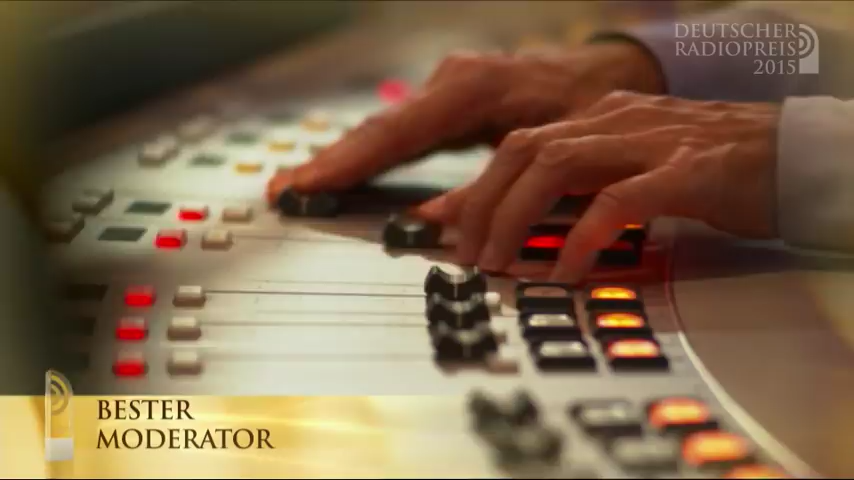 DEUTSCHER
RADIOPREIS
2015
BESTER
MODERATOR